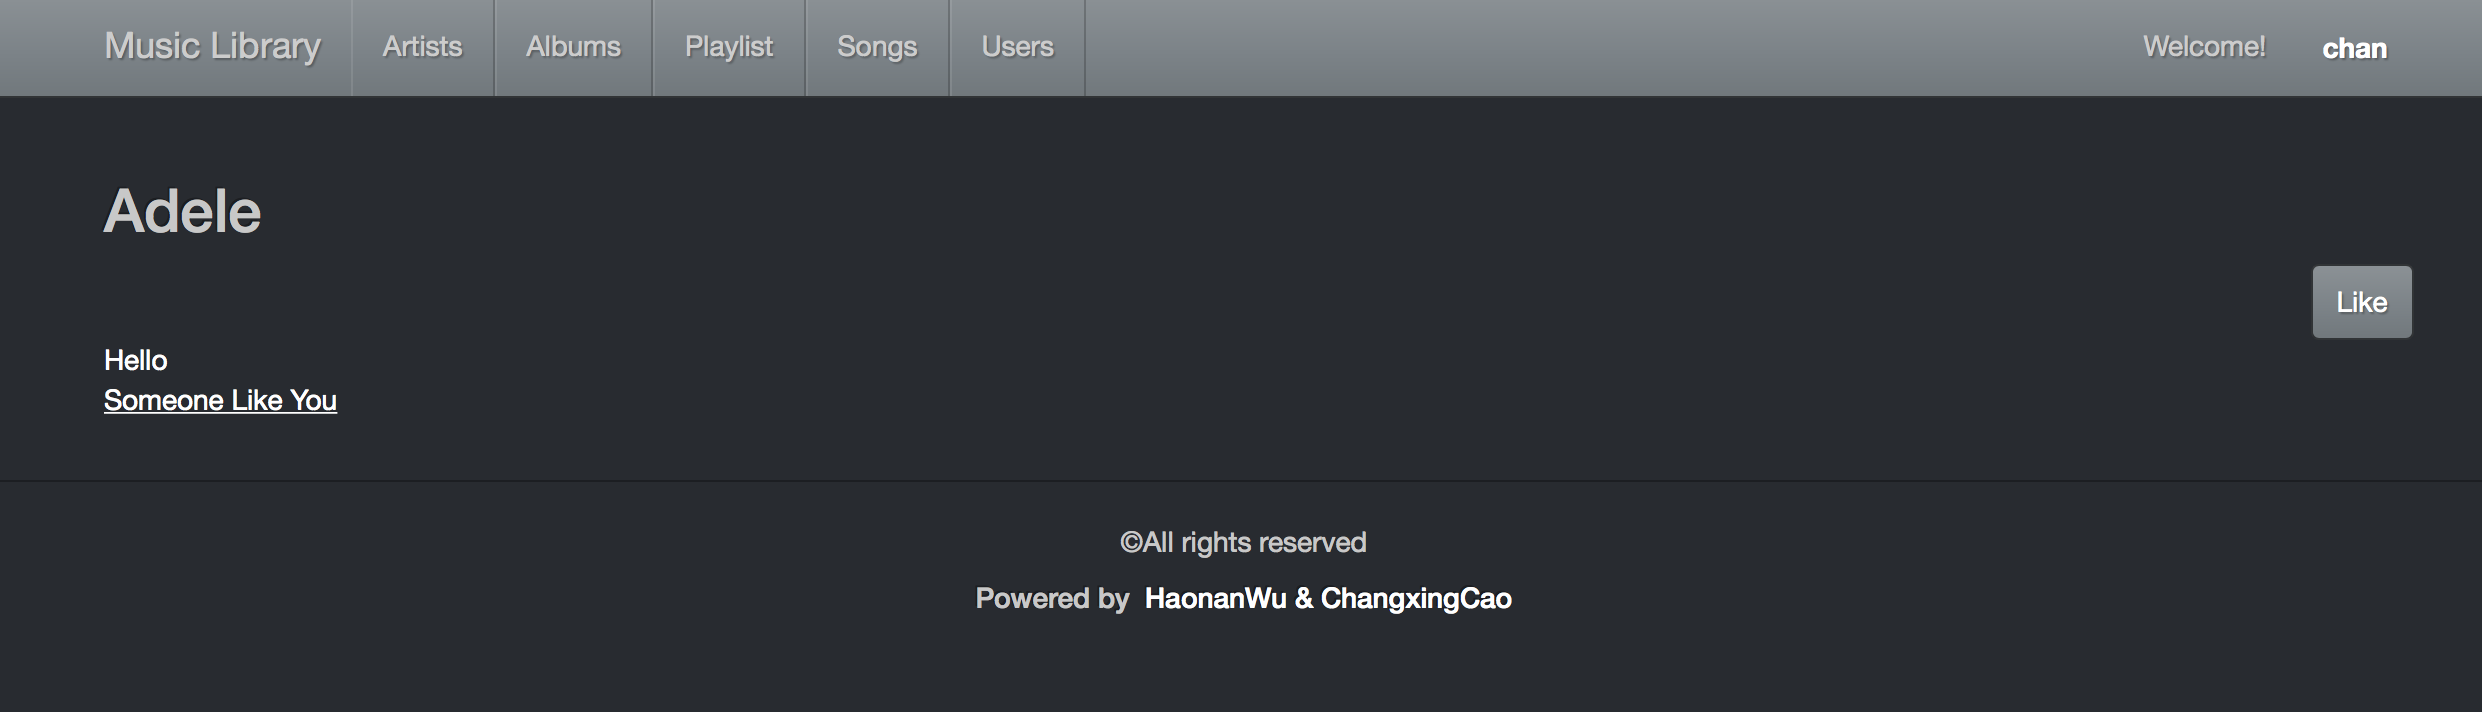 Music Library Artists Albums Playlist Songs Users Welcome! chan
Adele
Like
Hello
Someone Like You
©All rights reserved
Powered by HaonanWu & ChangxingCao